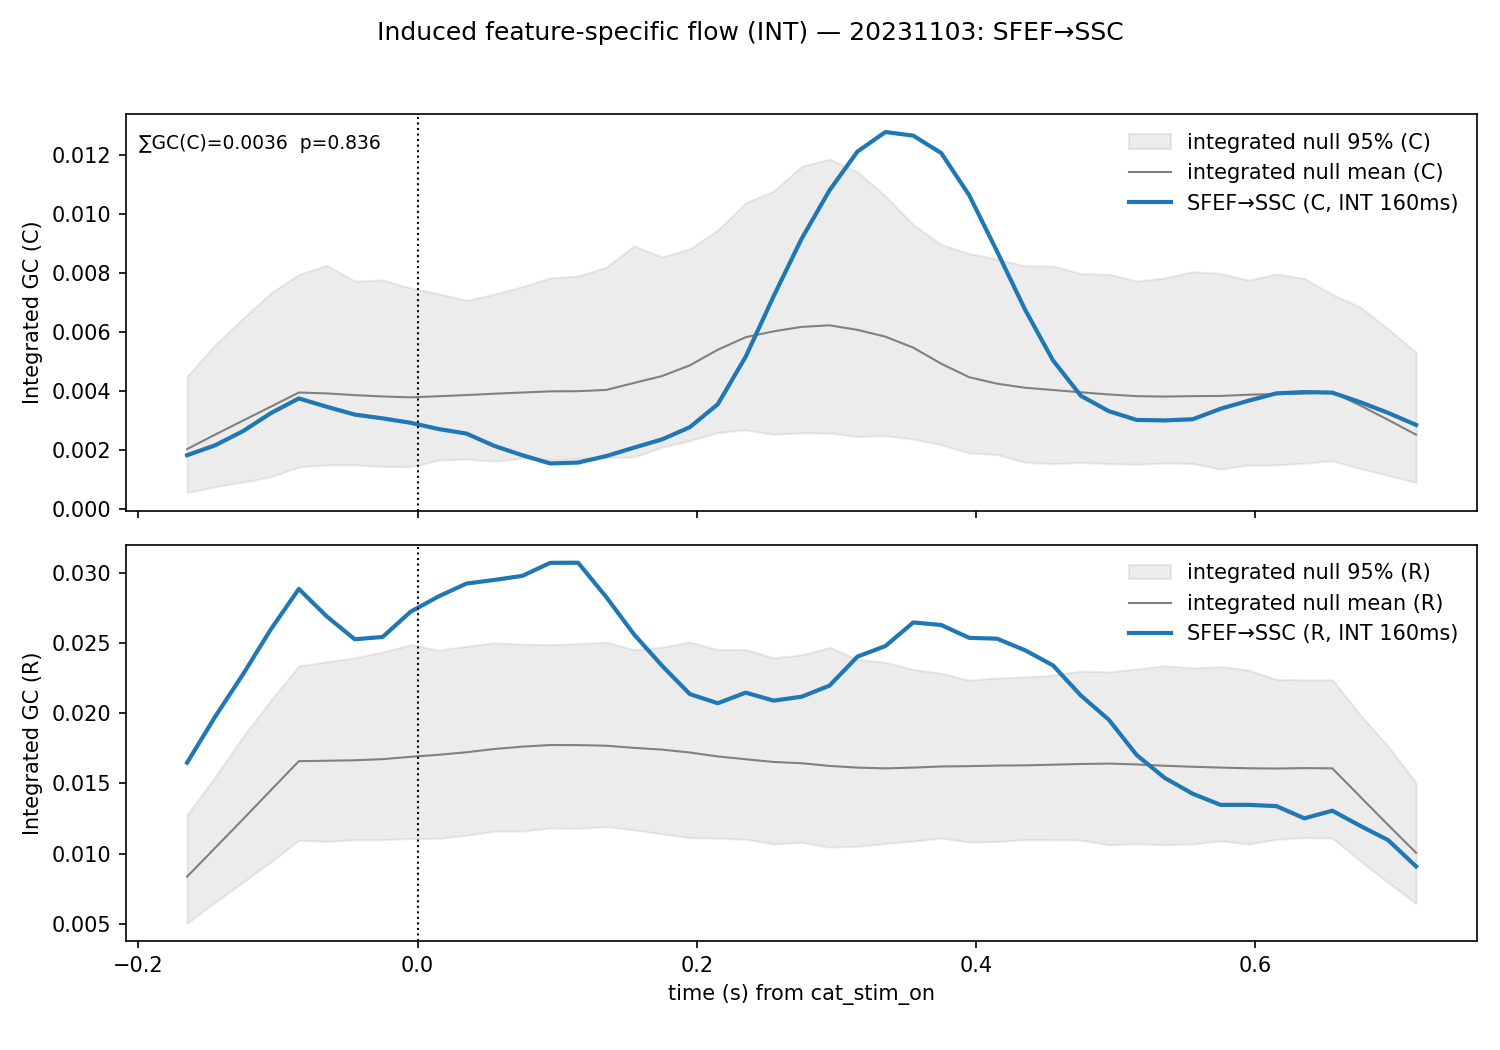 Induced feature-specific flow (INT) — 20231103: SFEF→SSC
∑GC(C)=0.0036  p=0.836
integrated null 95% (C)
integrated null mean (C)
SFEF→SSC (C, INT 160ms)
Integrated GC (C)
0.012
0.010
0.008
0.006
0.004
0.002
0.000
integrated null 95% (R)
integrated null mean (R)
SFEF→SSC (R, INT 160ms)
Integrated GC (R)
0.030
0.025
0.020
0.015
0.010
0.005
−0.2 0.0 0.2 0.4 0.6
time (s) from cat_stim_on